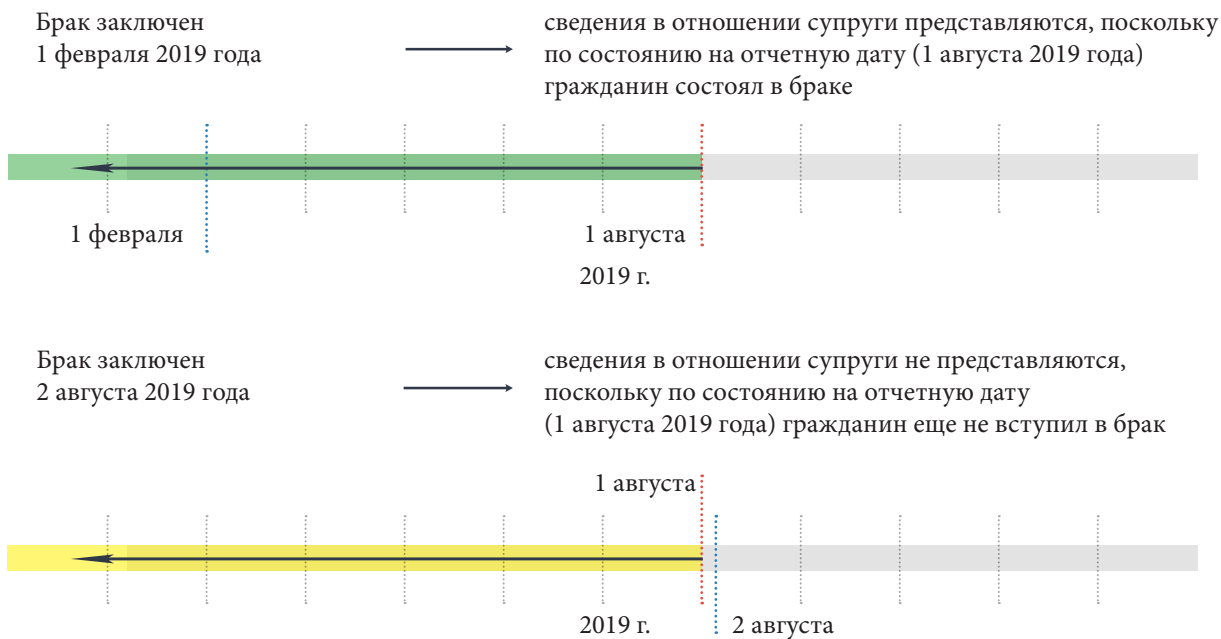 Брак заключен
1 февраля 2019 года
сведения в отношении супруги представляются, поскольку
по состоянию на отчетную дату (1 августа 2019 года)
гражданин состоял в браке
1 февраля
1 августа
2019 г.
Брак заключен
2 августа 2019 года
сведения в отношении супруги не представляются,
поскольку по состоянию на отчетную дату
(1 августа 2019 года) гражданин еще не вступил в брак
1 августа
2019 г.
2 августа